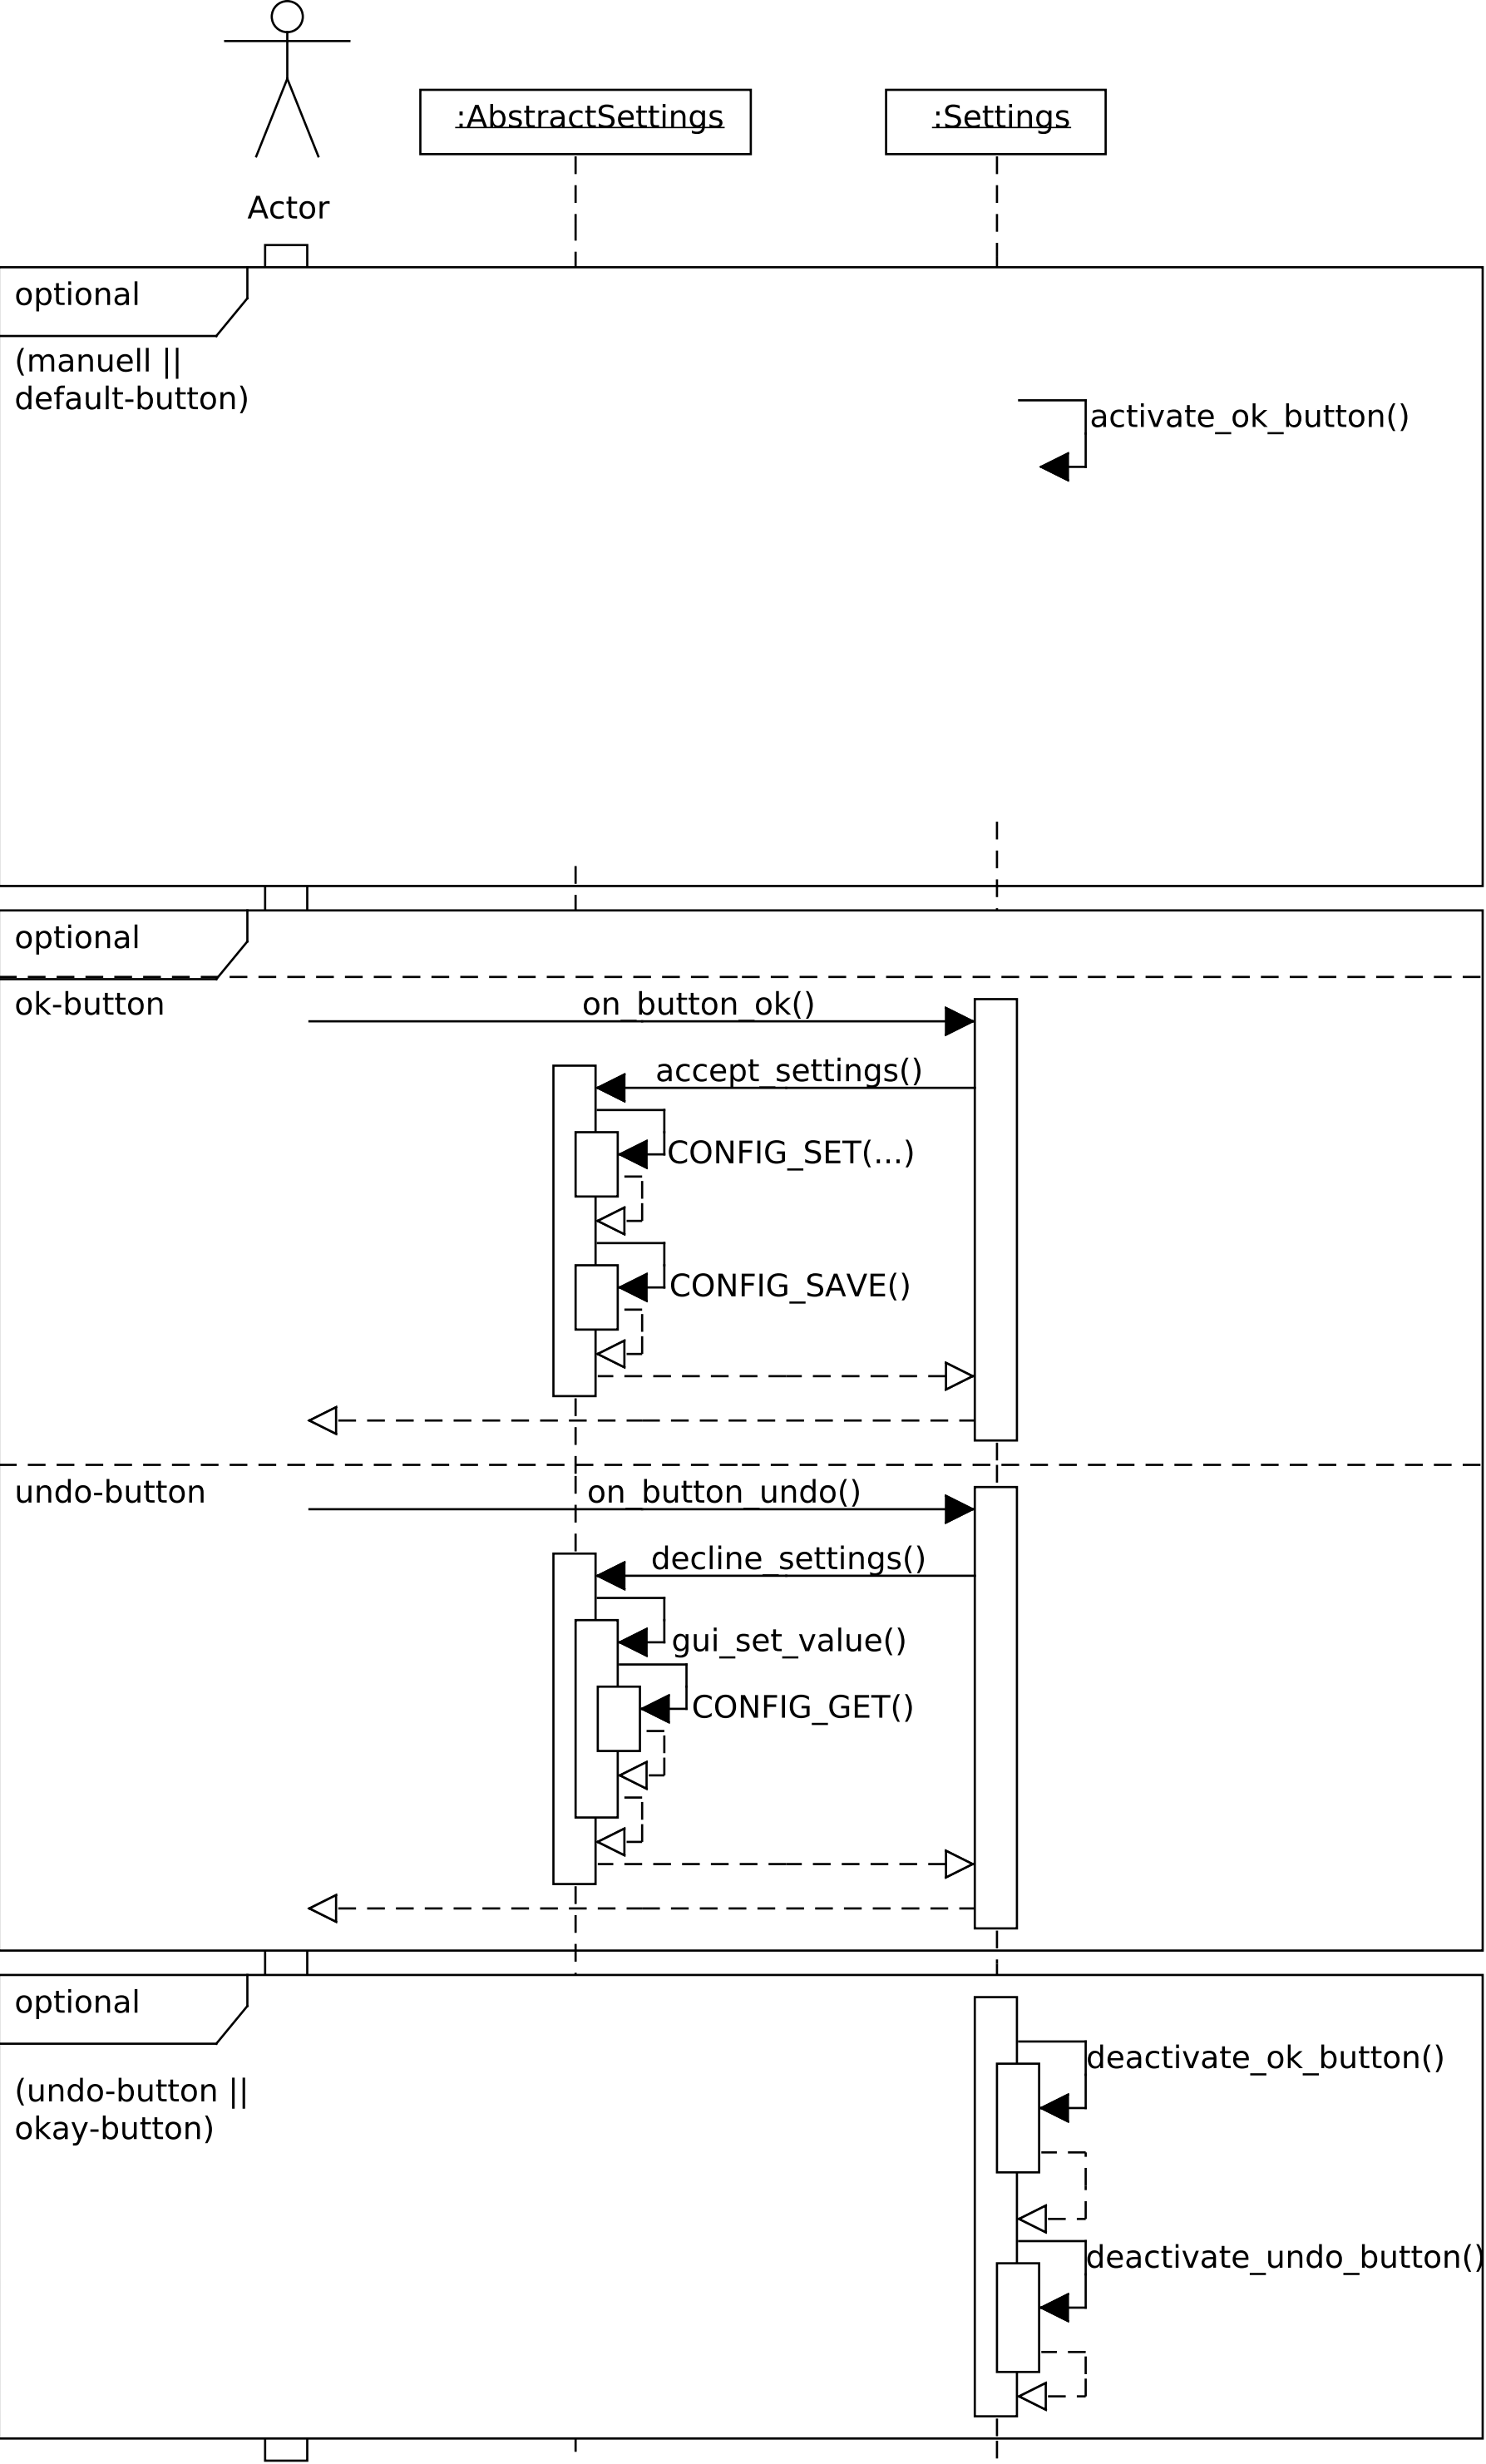 :AbstractSettings
:Settings
Actor
optional
(manuell ||
default-button)
activate_ok_button()
optional
ok-button
on_button_ok()
accept_settings()
CONFIG_SET(...)
CONFIG_SAVE()
undo-button
on_button_undo()
decline_settings()
gui_set_value()
CONFIG_GET()
optional
deactivate_ok_button()
(undo-button ||
okay-button)
deactivate_undo_button()